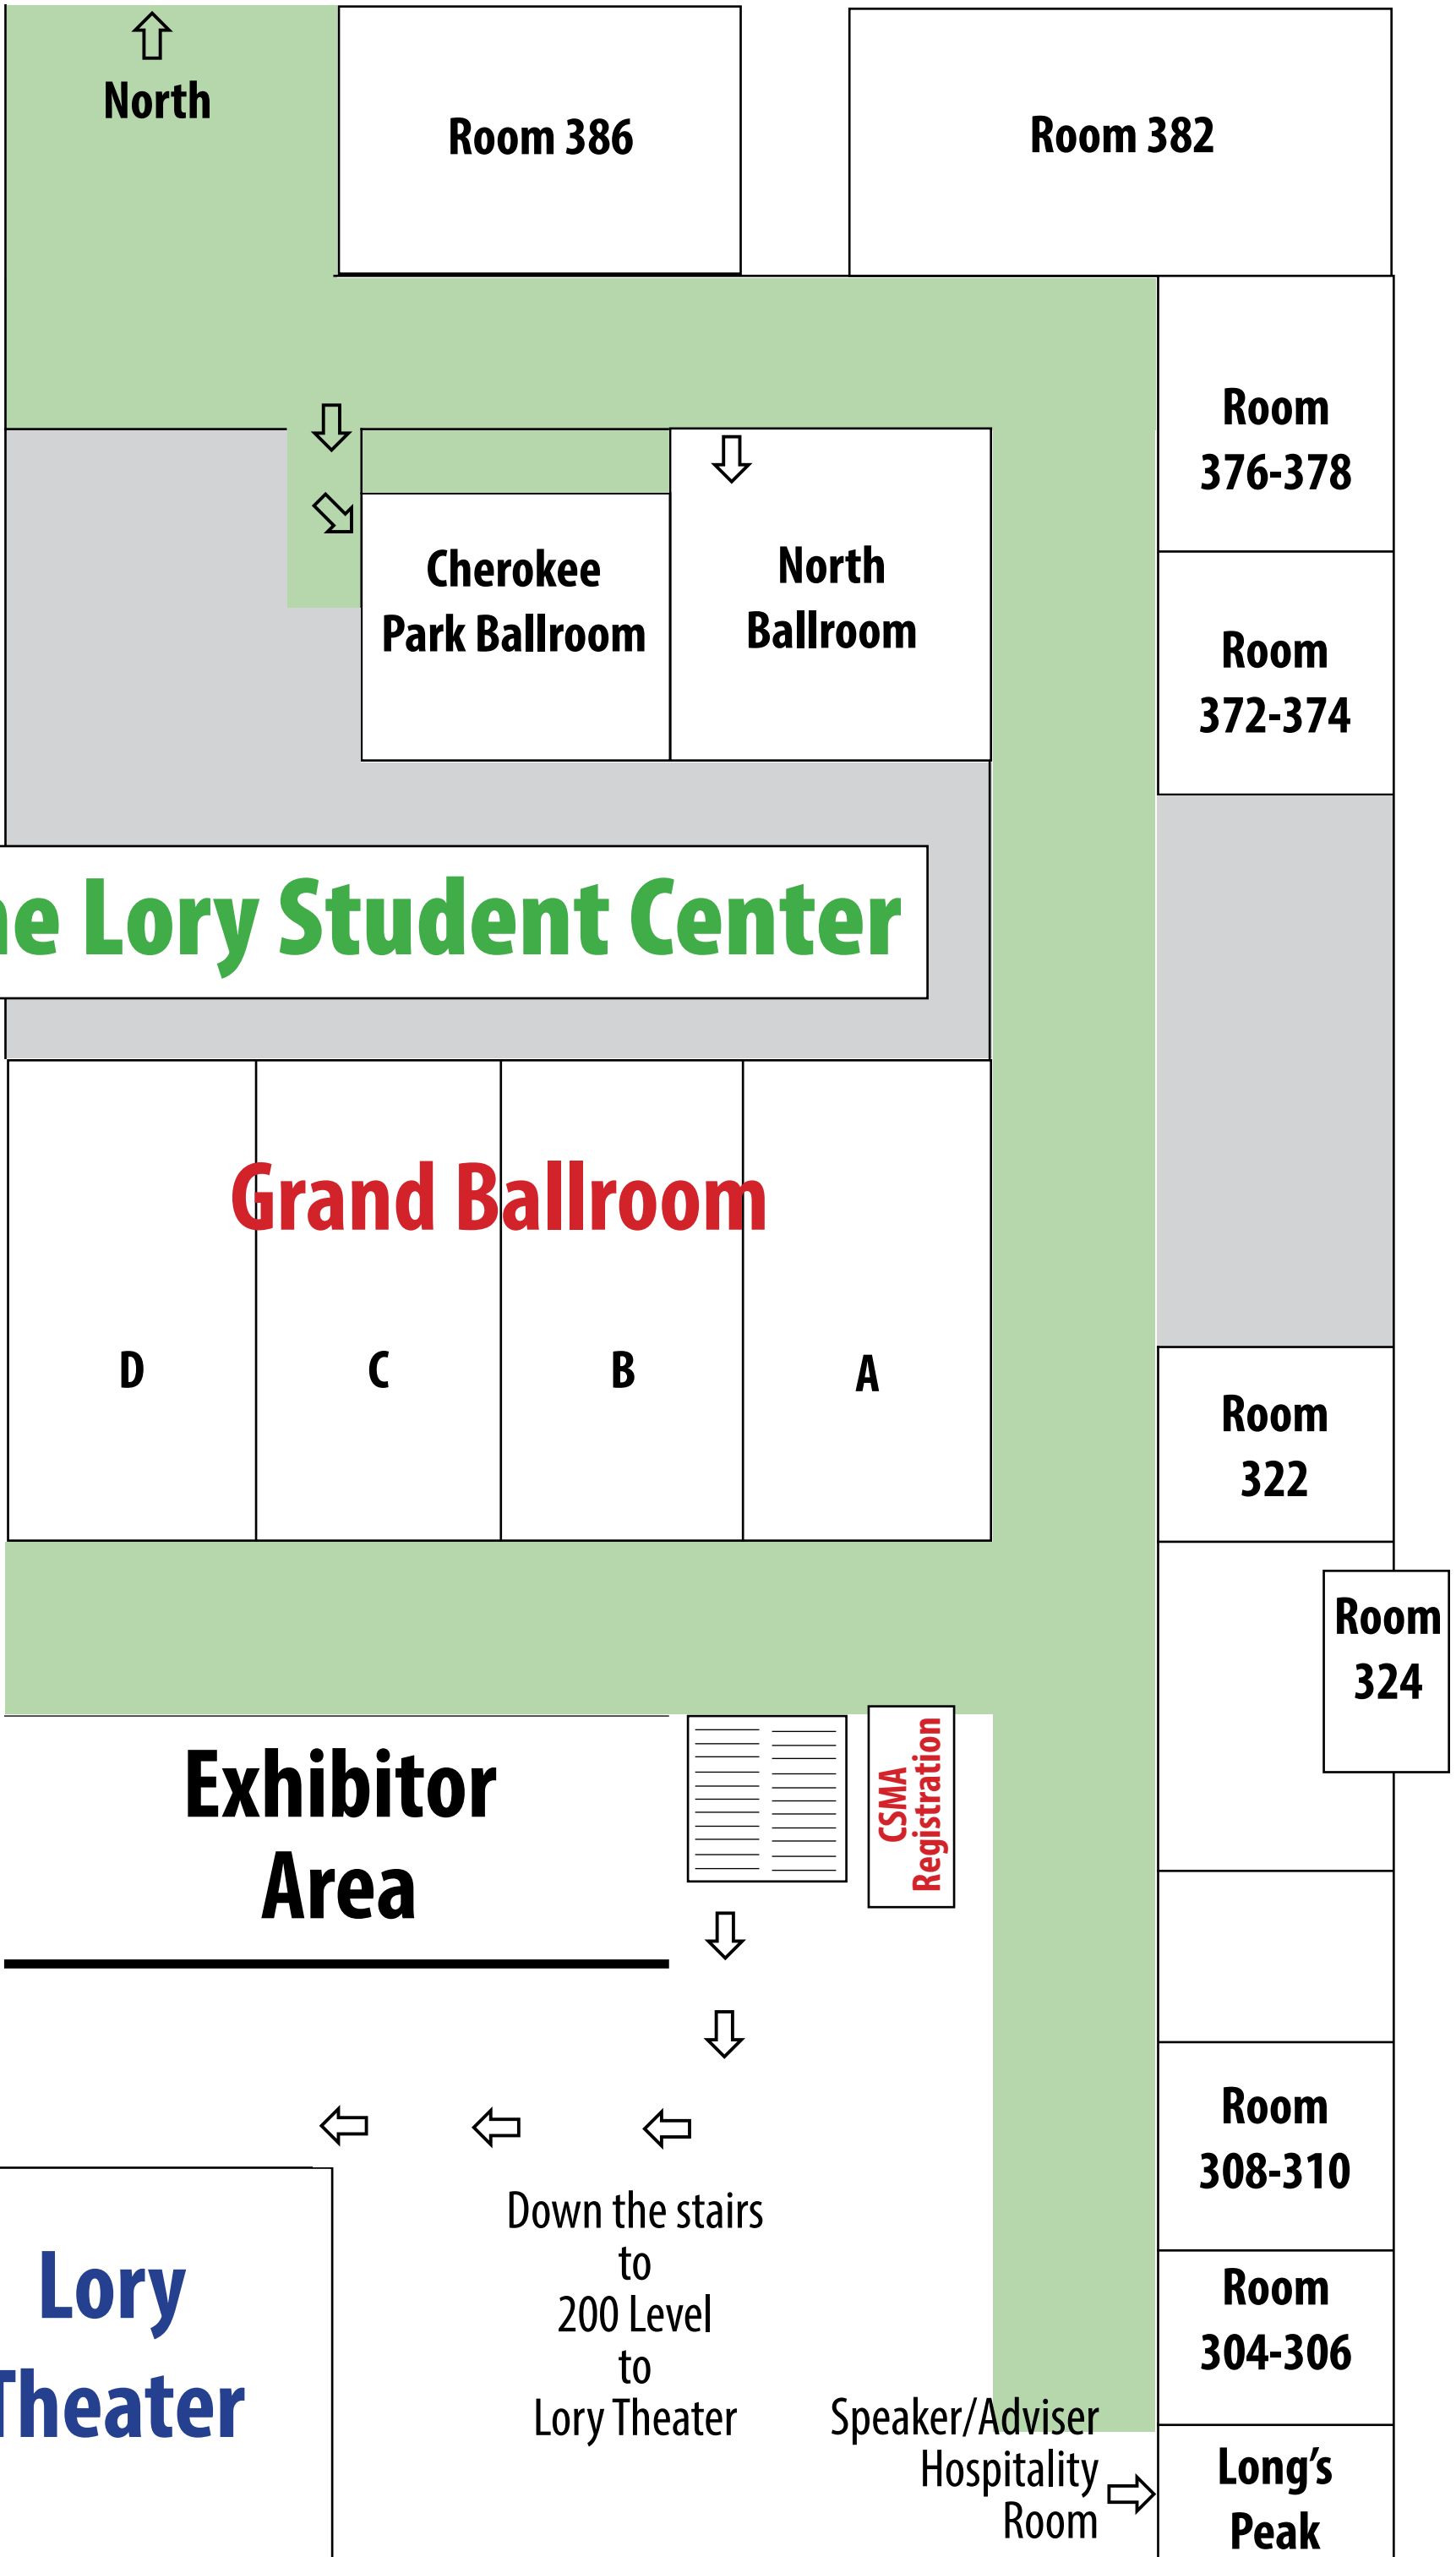 North
Room 386
Room 382
Room
376-378
Cherokee
Park Ballroom
North
Ballroom
Room
372-374
Lory Student Center
Grand Ballroom
D
C
B
A
Room
322
Room
324
Exhibitor
Area
CSMA
Registration
Room
308-310
Down the stairs
to
200 Level
to
Lory Theater
Lory
Theater
Room
304-306
Speaker/Adviser
Hospitality
Room
Long’s
Peak